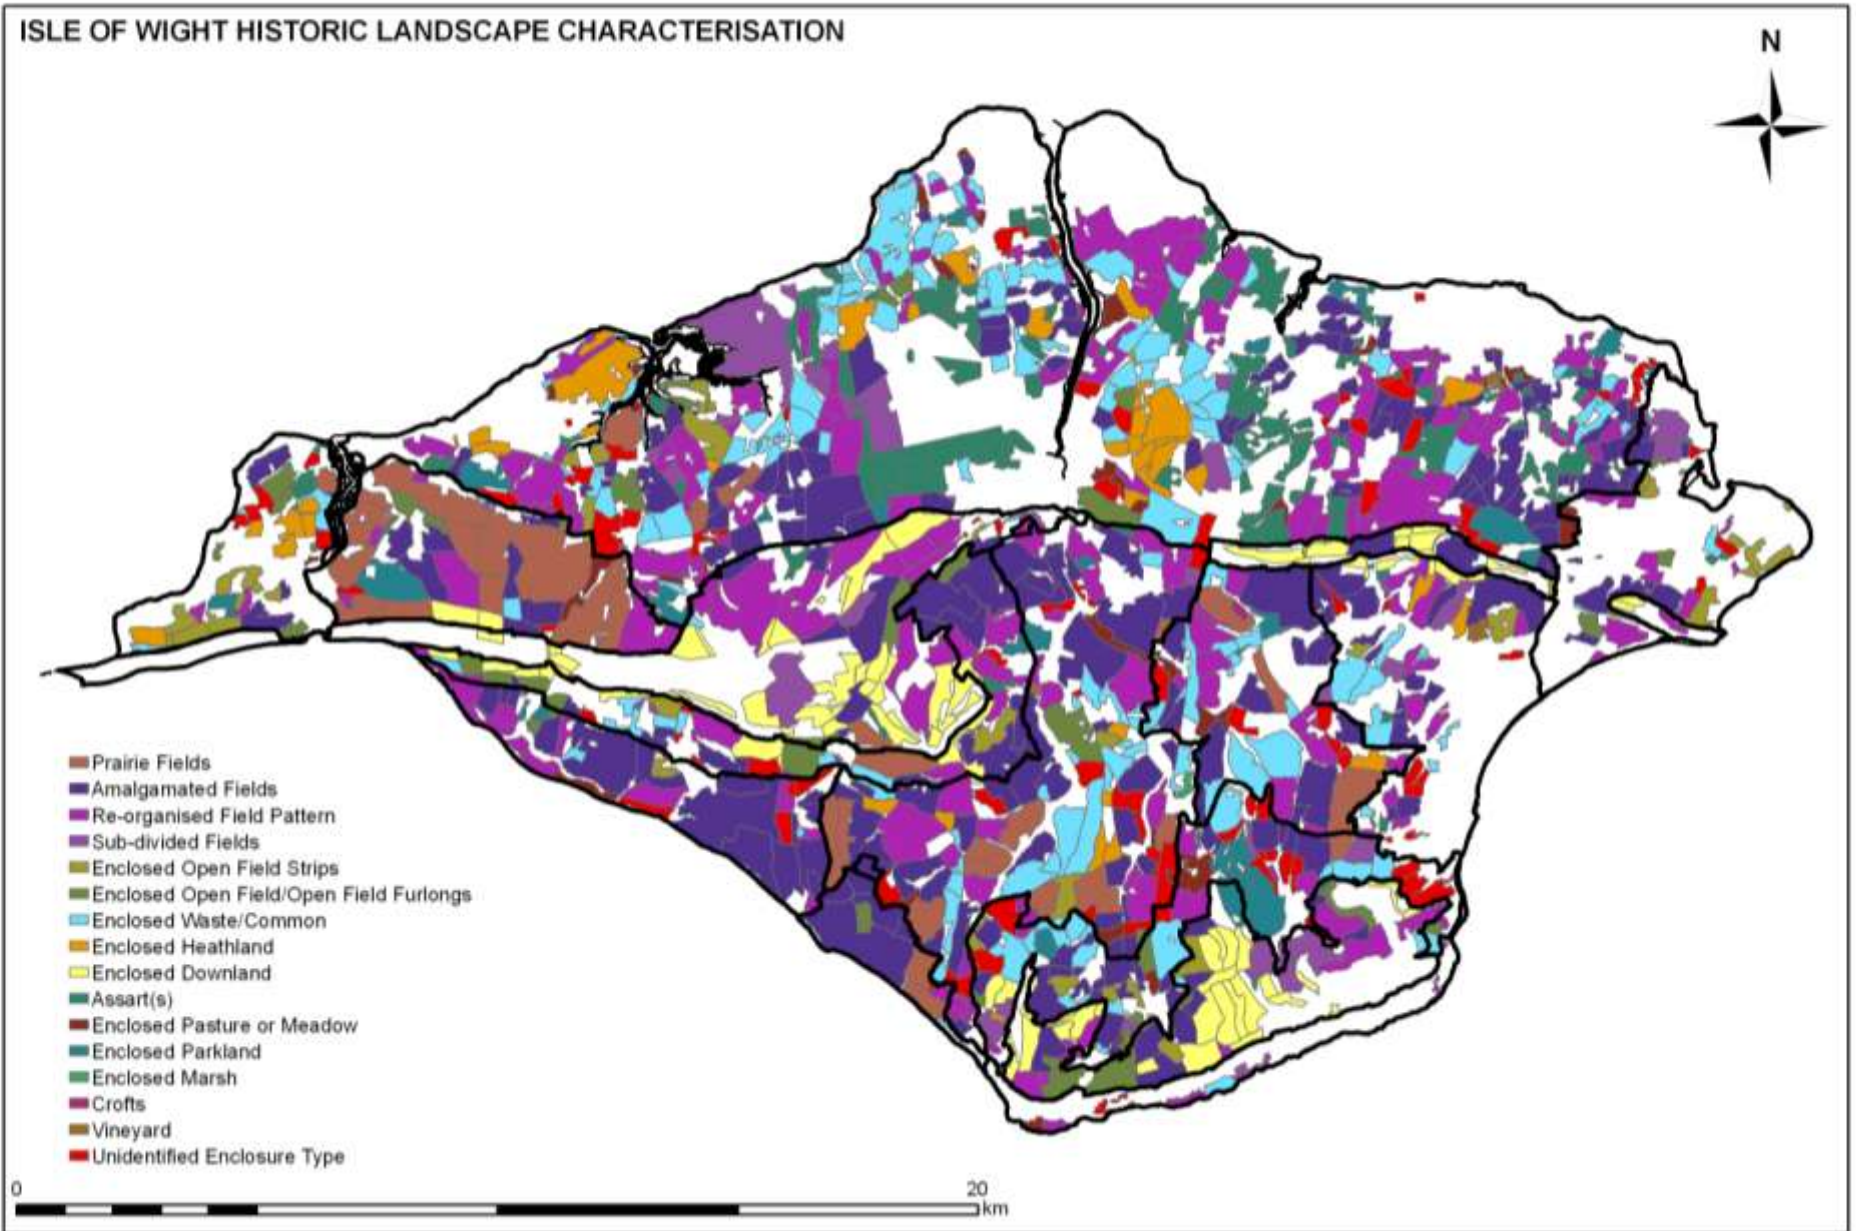 ISLE OF WIGHT HISTORIC LANDSCAPE CHARACTERISATION
N
Prairie Fields
Amalgamated Fields
Re-organised Field Pattern
Sub-divided Fields
Enclosed Open Field Strips
Enclosed Open Field/Open Field Furlongs
Enclosed Waste/Common
Enclosed Heathland
Enclosed Downland
Assart(s)
Enclosed Pasture or Meadow
Enclosed Parkland
Enclosed Marsh
Crofts
Vineyard
Unidentified Enclosure Type
0 20
km